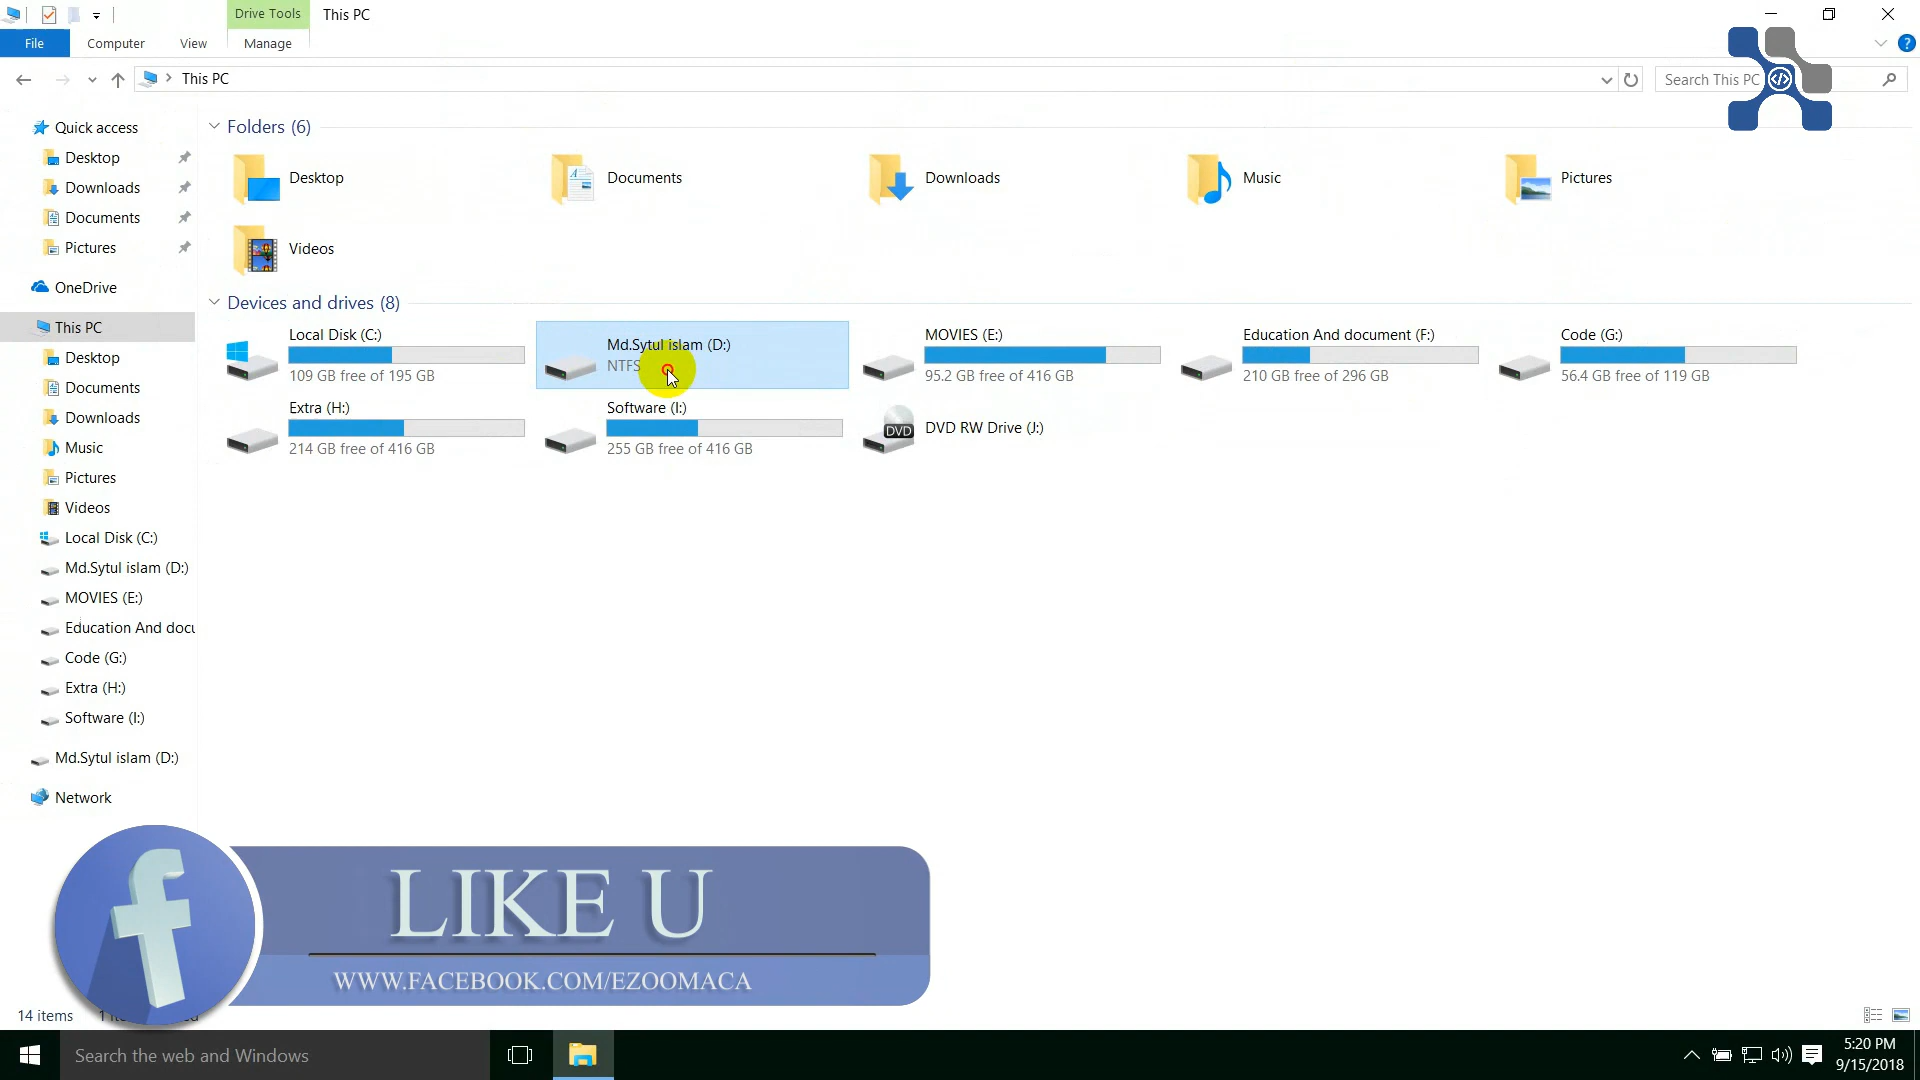 Drive Tools
This PC
File
Computer
View
Manage
This PC
Search This PC
Quick access
Desktop
Downloads
Documents
Pictures
OneDrive
This PC
Desktop
Documents
Downloads
Music
Pictures
Videos
Local Disk (C:)
Md.Sytul islam (D:)
MOVIES (E:)
Education And docu
Code (G:)
Extra (H:)
Software (I:)
Md.Sytul islam (D:)
Network
Folders (6)
Desktop
Documents
Downloads
Music
Pictures
Videos
Devices and drives (8)
Local Disk (C:)
109 GB free of 195 GB
Md.Sytul islam (D:)
NTFS
MOVIES (E:)
95.2 GB free of 416 GB
Education And document (F:)
210 GB free of 296 GB
Code (G:)
56.4 GB free of 119 GB
Extra (H:)
214 GB free of 416 GB
Software (I:)
255 GB free of 416 GB
DVD
DVD RW Drive (J:)
LIKE U
WWW.FACEBOOK.COM/EZOOMACA
14 items
Search the web and Windows
5:20 PM
9/15/2018